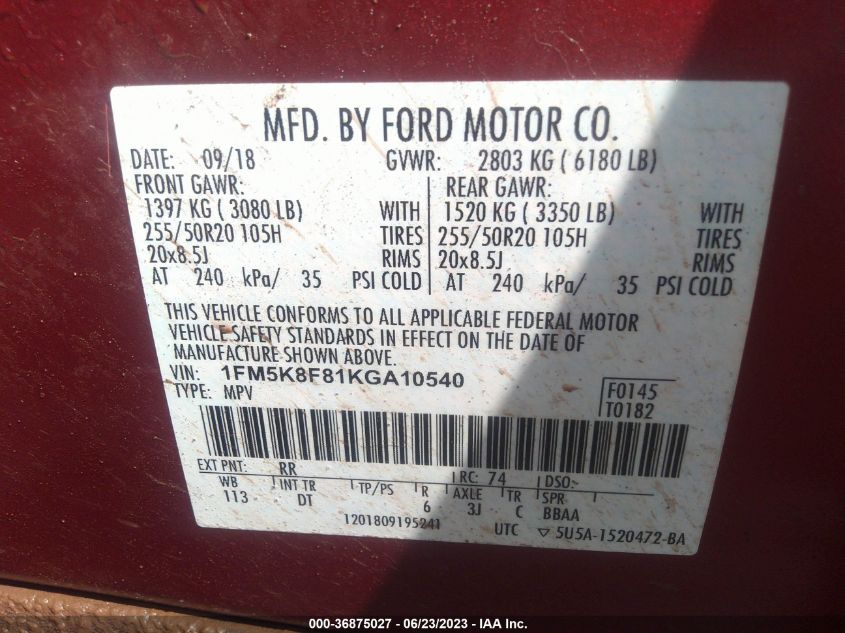 MFD. BY FORD MOTOR CO.
DATE: 09/18 GVWR: 2803 KG ( 6180 LB)
FRONT GAWR: REAR GAWR:
1397 KG ( 3080 LB) WITH 1520 KG ( 3350 LB) WITH
255/50R20 105H TIRES 255/50R20 105H TIRES
20x8.5J RIMS 20x8.5J RIMS
AT 240 kPa/ 35 PSI COLD AT 240 kPa/ 35 PSI COLD
THIS VEHICLE CONFORMS TO ALL APPLICABLE FEDERAL MOTOR
VEHICLE SAFETY STANDARDS IN EFFECT ON THE DATE OF
MANUFACTURE SHOWN ABOVE.
VIN: 1FM5K8F81KGA10540
TYPE: MPV
F0145
T0182
EXT PNT: RR RC: 74 DSO:
WB INT TR TP/PS R AXLE TR SPR
113 DT 6 3J C BBAA
1201809195241 UTC ▽ 5U5A-1520472-BA
000-36875027 - 06/23/2023 - IAA Inc.